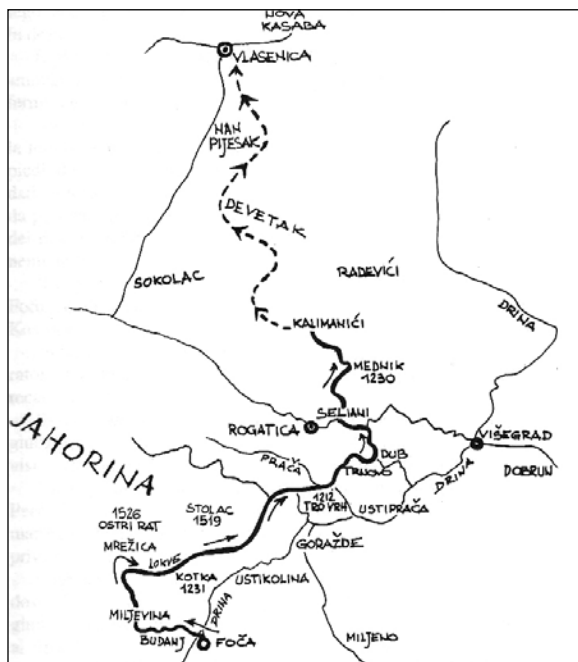 NOVA
KASABA
VLASENICA
HAN
PIJESAK
DEVETAK
SOKOLAC
RADEVIĆI
DRINA
KALIMANIĆI
MEDNIK
1230
SELIANI
ROGATICA
VIŠEGRAD
DOBRUN
JAHORINA
PRAČA
DUB
TRNOVO
DRINA
1526
OSTRI RAT
STOLAC
1519
1212
TRO VRH
USTIPRAČA
MREŽICA
LOKVE
GORAŽDE
KOTKA
1231
USTIKOLINA
MILJEVINA
DRINA
BUDANJ
FOČA
MILJENO